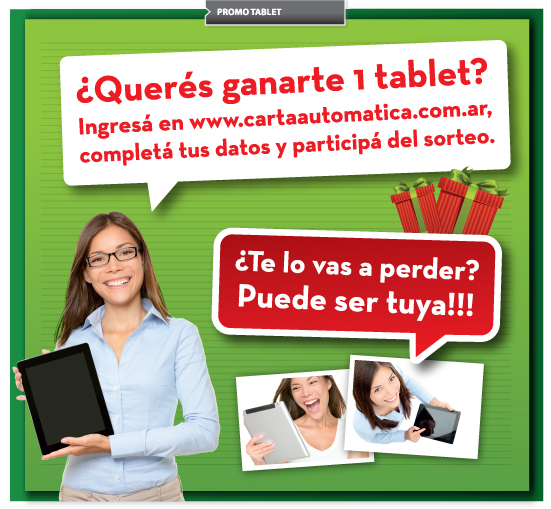 PROMO TABLET
¿Querés ganarte 1 tablet?
Ingresá en www.cartaautomatica.com.ar,
completá tus datos y participá del sorteo.
¿Te lo vas a perder?
Puede ser tuya!!!